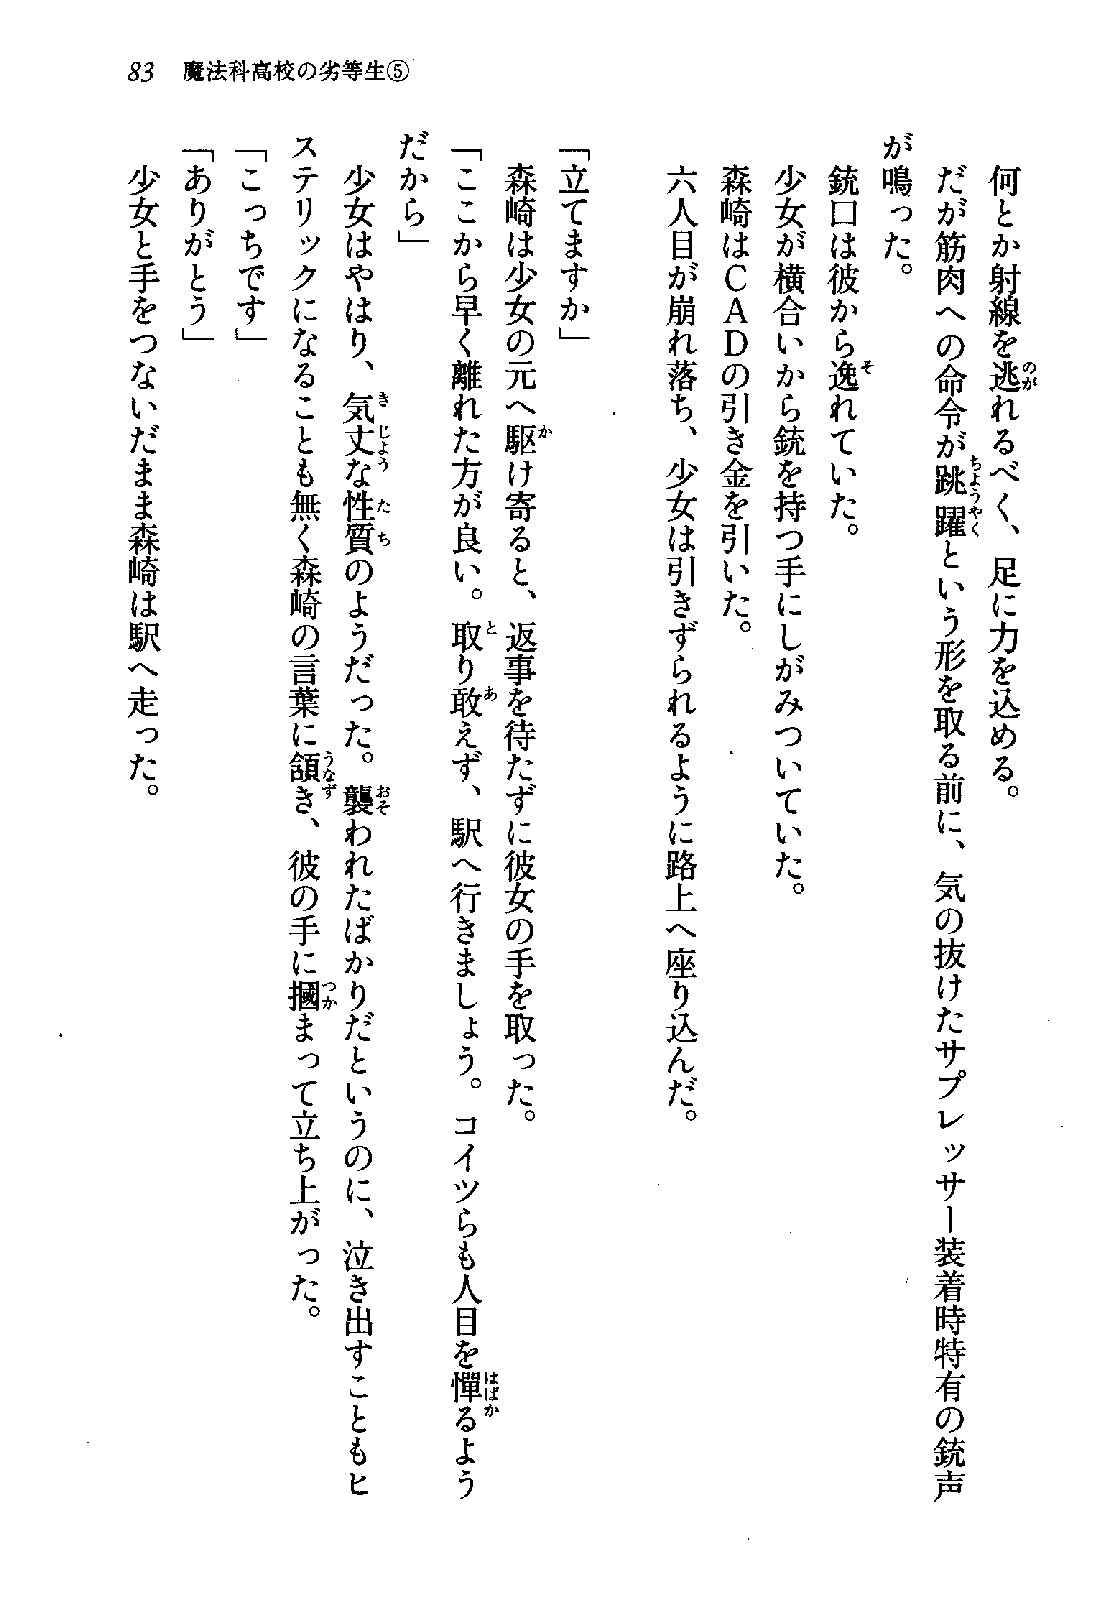 83 魔法科高校の劣等生⑤
何とか射線を逃れるべく、足に力を込める。
だが筋肉への命令が跳躍という形を取る前に、気の抜けたサプレッサー装着時特有の銃声
が鳴った。
銃口は彼から逸れていた。
少女が横合いから銃を持つ手にしがみついていた。
森崎はＣＡＤの引き金を引いた。
六人目が崩れ落ち、少女は引きずられるように路上へ座り込んだ。
「立てますか」
森崎は少女の元へ駆け寄ると、返事を待たずに彼女の手を取った。
「ここから早く離れた方が良い。取り敢えず、駅へ行きましょう。コイツらも人目を憚るよう
だから」
少女はやはり、気丈な性質のようだった。襲われたばかりだというのに、泣き出すこともヒ
ステリックになることも無く森崎の言葉に頷き、彼の手に摑まって立ち上がった。
「こっちです」
「ありがとう」
少女と手をつないだまま森崎は駅へ走った。